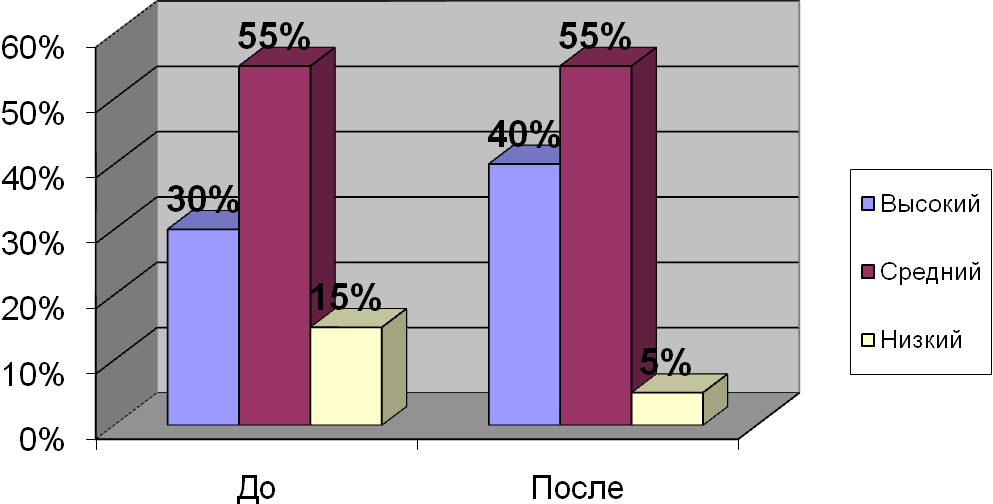 60%
50%
40%
30%
20%
10%
0%
30%
55%
15%
40%
55%
5%
До
После
Высокий
Средний
Низкий